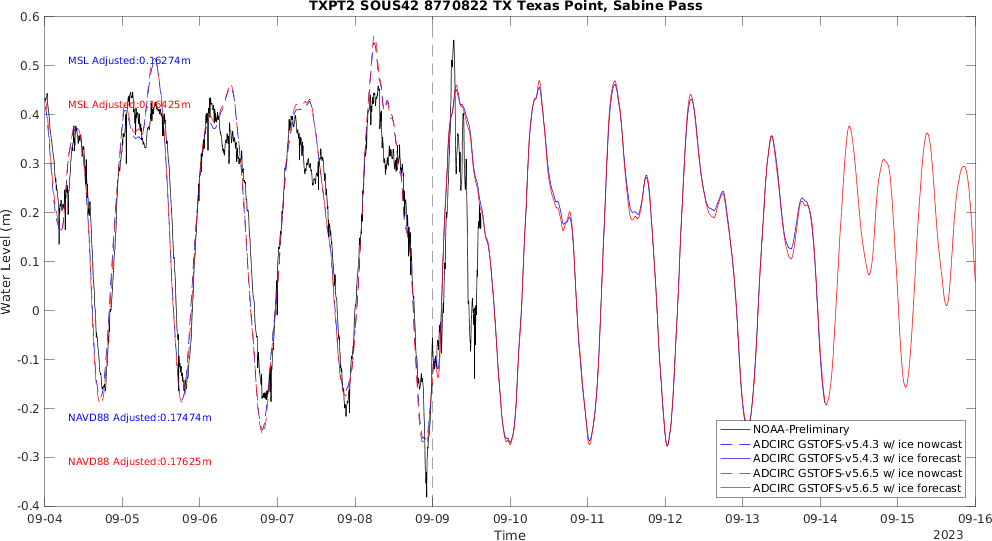 TXPT2 SOUS42 8770822 TX Texas Point, Sabine Pass
0.6
0.5
0.4
0.3
0.2
0.1
0
-0.1
-0.2
-0.3
-0.4
Water Level (m)
MSL Adjusted:0.16274m
MSL Adjusted:0.16425m
NAVD88 Adjusted:0.17474m
NAVD88 Adjusted:0.17625m
NOAA-Preliminary
ADCIRC GSTOFS-v5.4.3 w/ ice nowcast
ADCIRC GSTOFS-v5.4.3 w/ ice forecast
ADCIRC GSTOFS-v5.6.5 w/ ice nowcast
ADCIRC GSTOFS-v5.6.5 w/ ice forecast
09-04 09-05 09-06 09-07 09-08 09-09 09-10 09-11 09-12 09-13 09-14 09-15 09-16
Time
2023